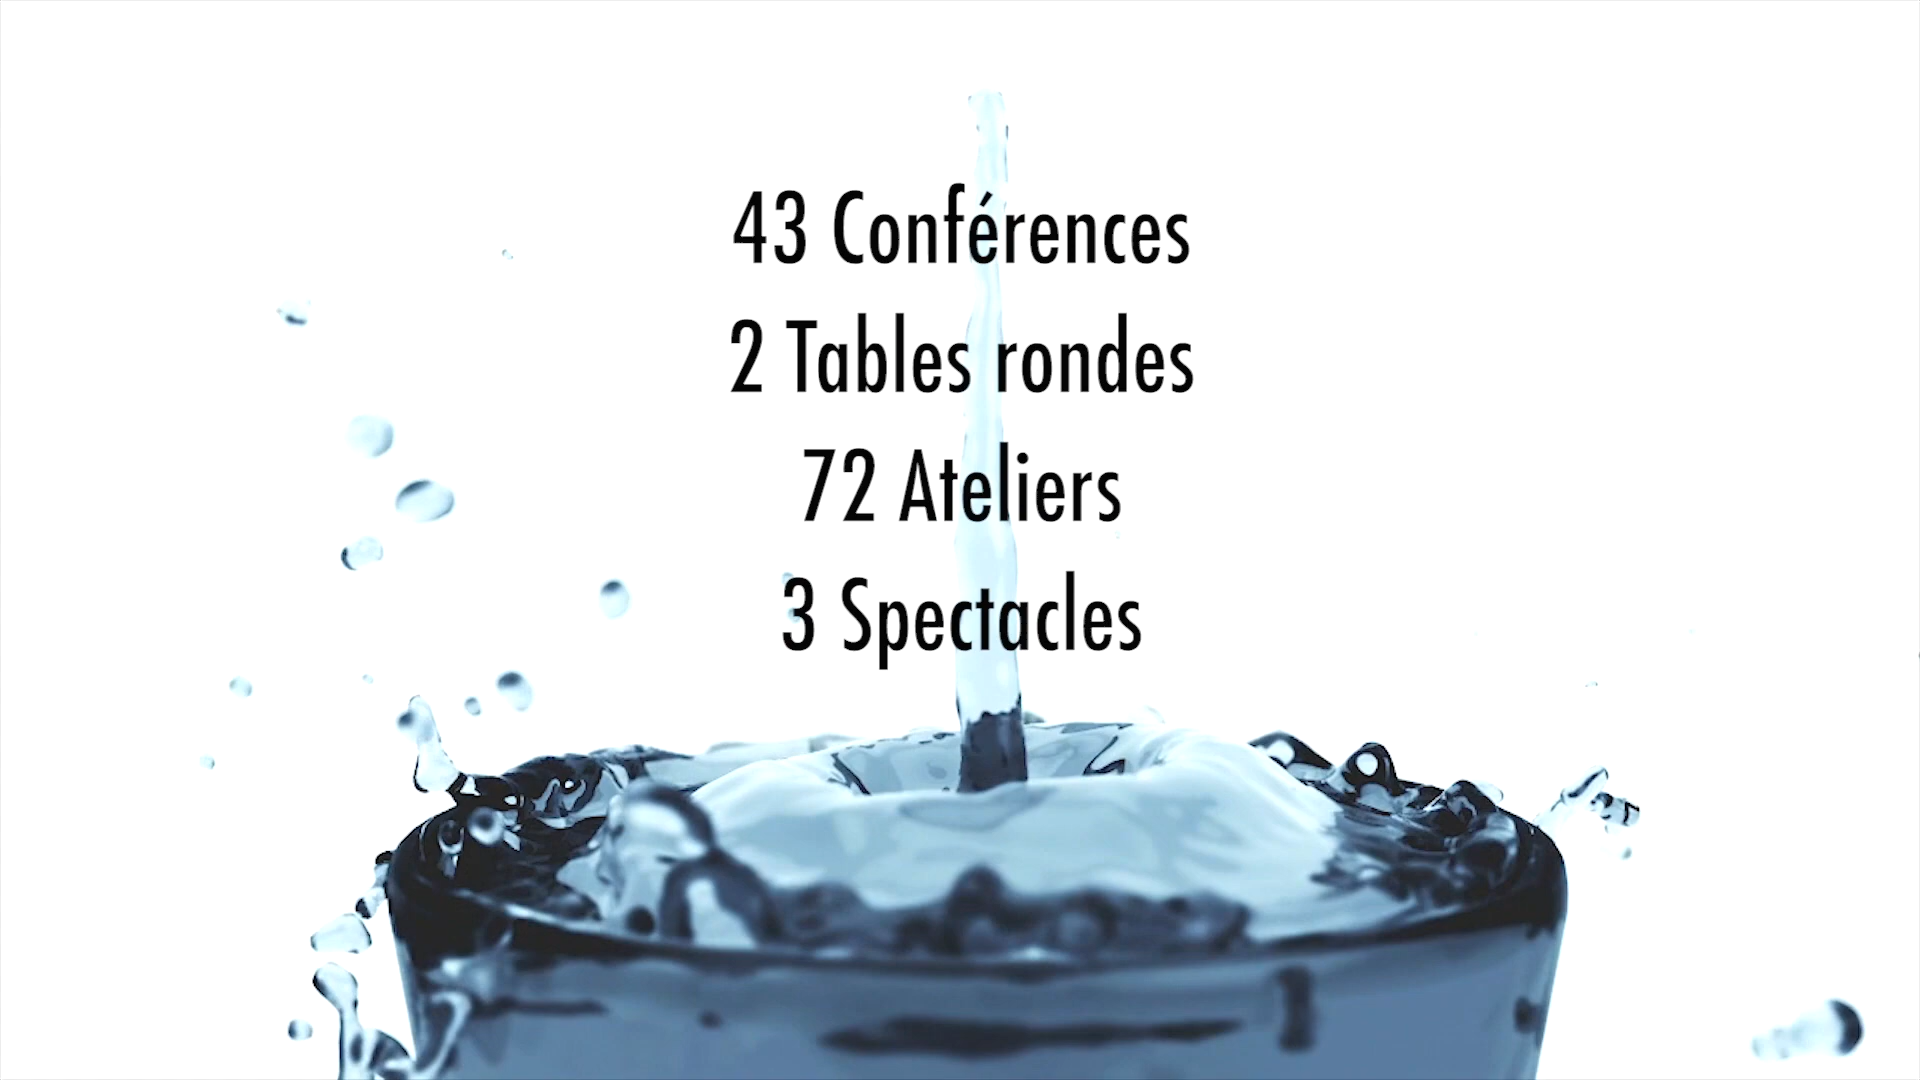 43 Conférences
2 Tables rondes
72 Ateliers
3 Spectacles